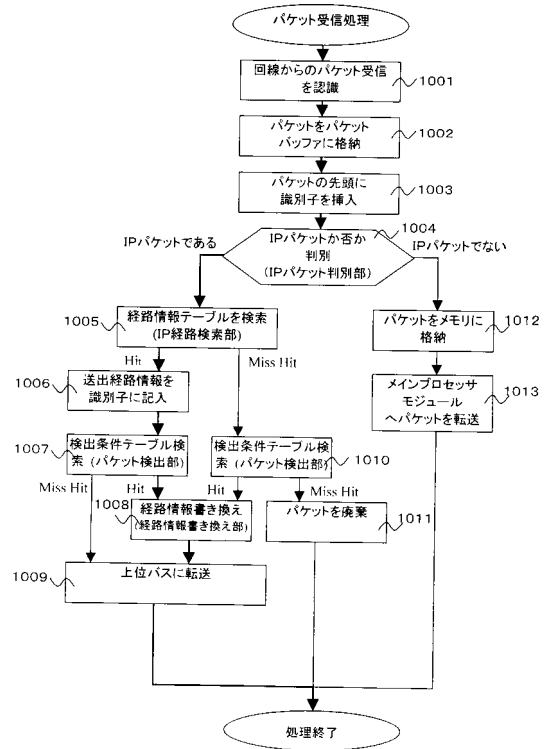 パケット受信処理
回線からのパケット受信
を認識
1001
パケットをパケット
バッファに格納
1002
パケットの先頭に
識別子を挿入
1003
1004
IPパケットである
IPパケットか否か
判別
(IPパケット判別部)
IPパケットでない
1005
経路情報テーブルを検索
(IP経路検索部)
パケットをメモリに
格納
1012
Hit
Miss Hit
1006
送出経路情報を
識別子に記入
メインプロセッサ
モジュール
へパケットを転送
1013
1007
検出条件テーブル検
索 (パケット検出部)
検出条件テーブル検
索 (パケット検出部)
1010
Miss Hit
Hit
Hit
Miss Hit
1008
経路情報書き換え
(経路情報書き換え部)
パケットを廃棄
1011
1009
上位バスに転送
処理終了